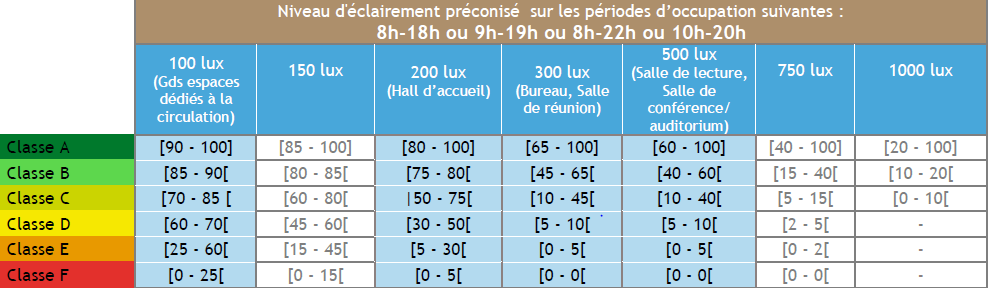 Niveau d'éclairement préconisé sur les périodes d'occupation suivantes :
8h-18h ou 9h-19h ou 8h-22h ou 10h-20h
100 lux
(Gds espaces
dédiés à la
circulation)
150 lux
200 lux
(Hall d'accueil)
300 lux
(Bureau, Salle
de réunion)
500 lux
(Salle de lecture,
Salle de
conférence/
auditorium)
750 lux
1000 lux
Classe A [90 - 100] [85 - 100] [80 - 100] [65 - 100] [60 - 100] [40 - 100] [20 - 100]
Classe B [85 - 90[ [80 - 85[ [75 - 80[ [45 - 65[ [40 - 60[ [15 - 40[ [10 - 20[
Classe C [70 - 85 [ [60 - 80[ |50 - 75[ [10 - 45[ [10 - 40[ [5 - 15[ [0 - 10[
Classe D [60 - 70[ [45 - 60[ [30 - 50[ [5 - 10[ [5 - 10[ [2 - 5[ -
Classe E [25 - 60[ [15 - 45[ [5 - 30[ [0 - 5[ [0 - 5[ [0 - 2[ -
Classe F [0 - 25[ [0 - 15[ [0 - 5[ [0 - 0[ [0 - 0[ [0 - 0[ -